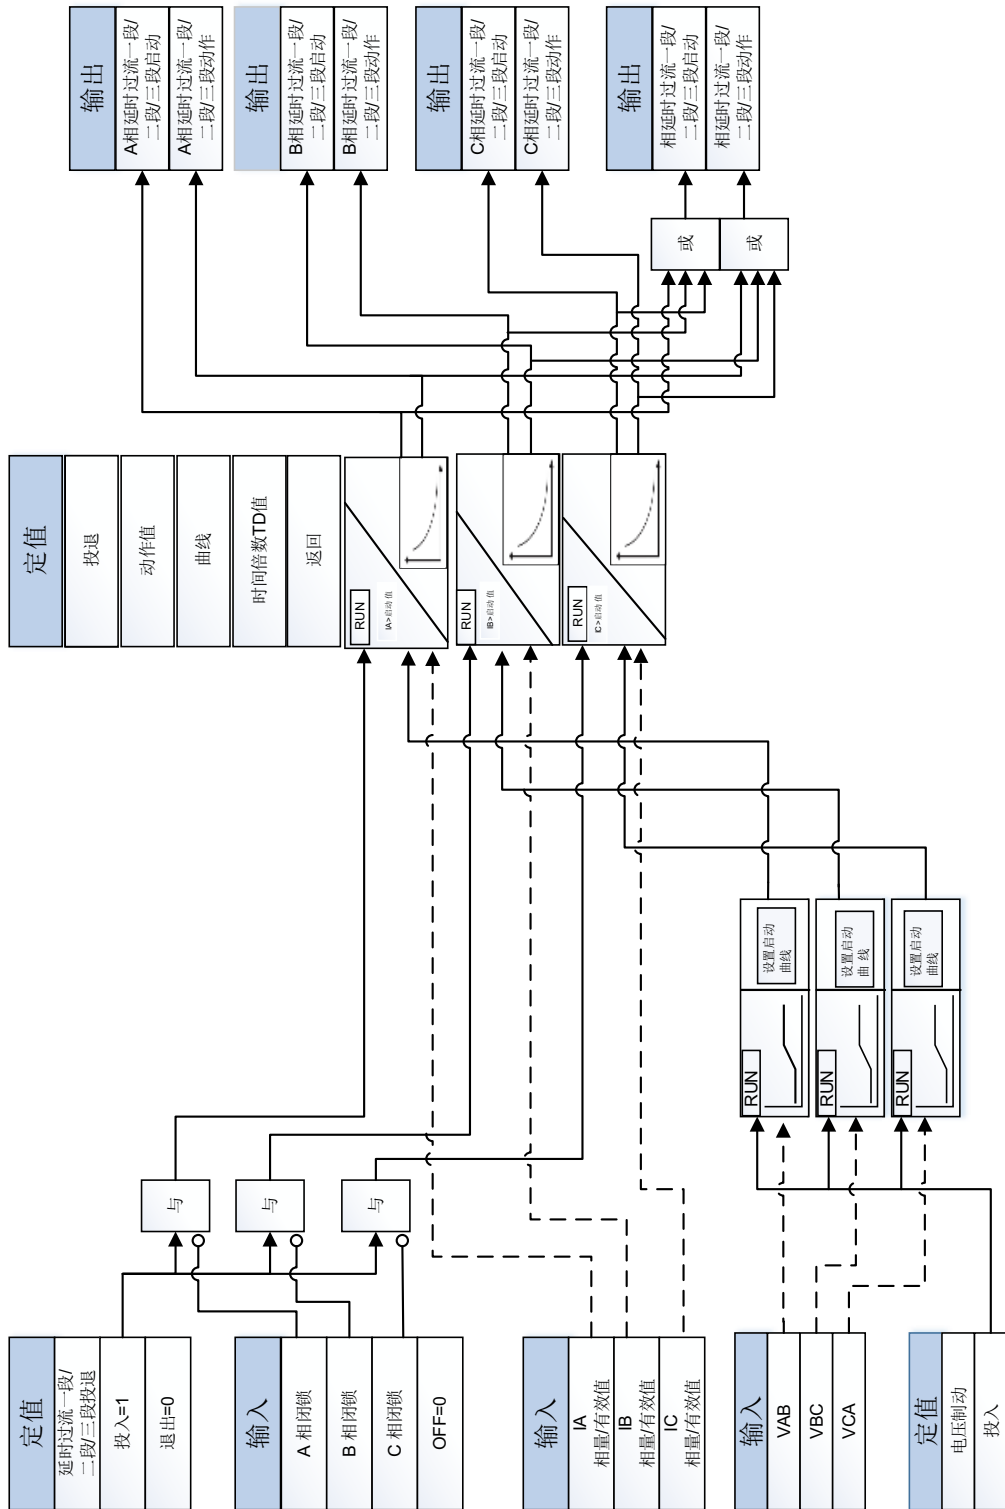 定值
延时过流一段/
二段/三段投退
投入=1
退出=0
输入
A 相闭锁
B 相闭锁
C 相闭锁
OFF=0
输入
IA
相量/有效值
IB
相量/有效值
IC
相量/有效值
输入
VAB
VBC
VCA
定值
电压制动
投入
与
与
与
RUN
设置启动
曲线
RUN
设置启动
曲 线
RUN
设置启动
曲线
定值
投退
动作值
曲线
时间倍数TD值
返回
RUN
IA>启动 值
RUN
IB>启动 值
RUN
IC>启动 值
或
或
输出
A相延时过流一段/
二段/三段启动
A相延时过流一段/
二段/三段动作
输出
B相延时过流一段/
二段/三段启动
B相延时过流一段/
二段/三段动作
输出
C相延时过流一段/
二段/三段启动
C相延时过流一段/
二段/三段动作
输出
相延时过流一段/
二段/三段启动
相延时过流一段/
二段/三段动作